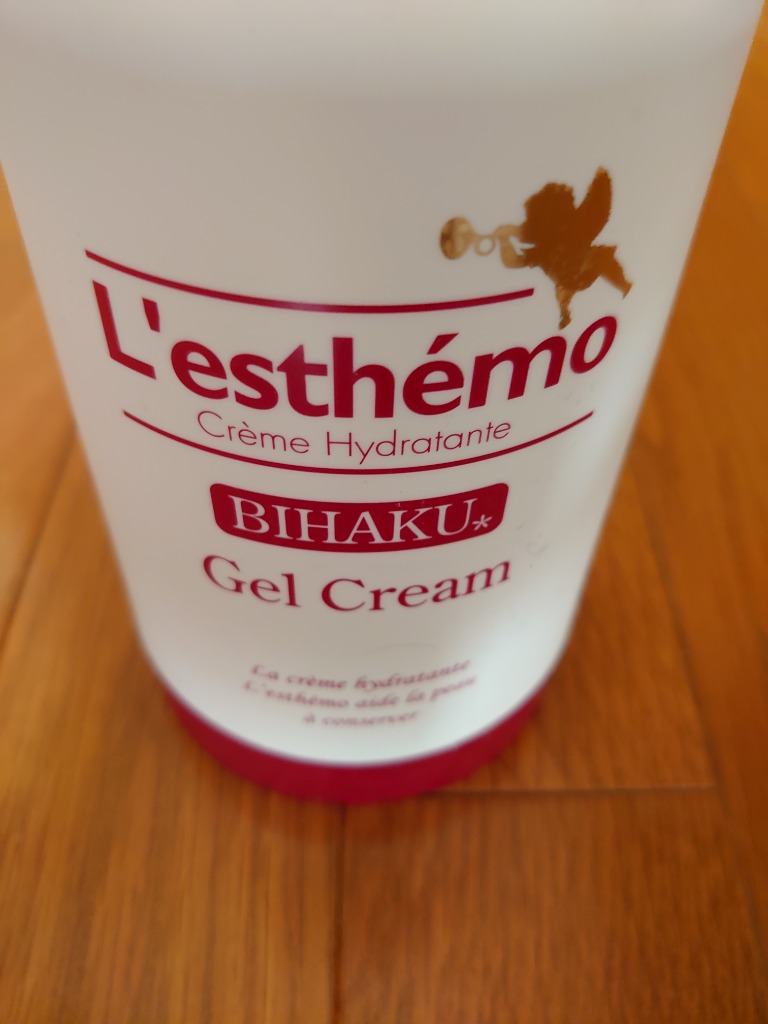 L'esthémo
Crème Hydratante
BIHAKU*
Gel Cream
La crème hydratante
L'esthémo aide la peau
à conserver